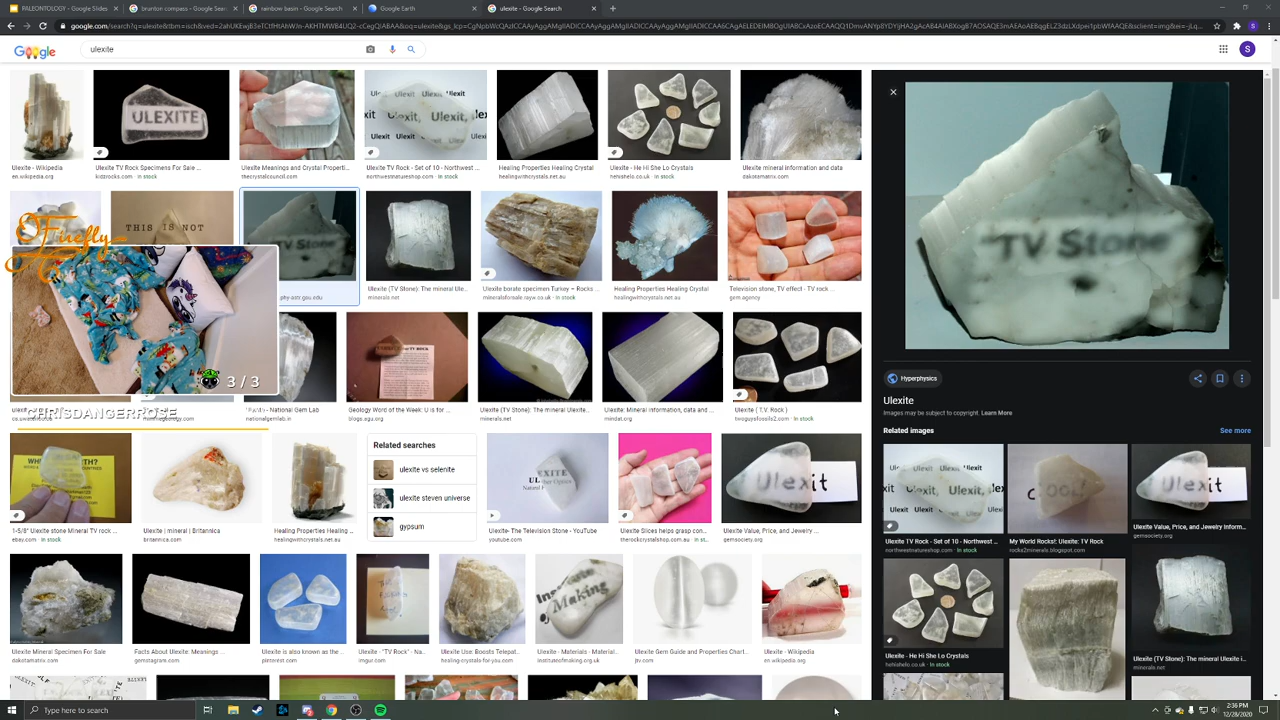 PALEONTOLOGY - Google Slides
brunton compass - Google Sear
rainbow basin - Google Search
Google Earth
ulexite - Google Search
ulexite
Ulexite - Wikipedia
en.wikipedia.org
ULEXITE
Ulexite TV Rock Specimens For Sale ...
kidzrocks.com · In stock
Ulexite Meanings and Crystal Properti...
thecrystalcouncil.com
Ulexite TV Rock - Set of 10 - Northwest ...
northwestnatureshop.com · In stock
Healing Properties Healing Crystal
healingwithcrystals.net.au
Ulexite - He Hi She Lo Crystals
hehishelo.co.uk · In stock
Ulexite mineral information and data
dakotamatrix.com
Firefly
THIS IS NOT
TV Stone
phy-astr.gsu.edu
Ulexite (TV Stone): The mineral Ule...
minerals.net
Ulexite borate specimen Turkey – Rocks ...
mineralsforsale.rayw.co.uk · In stock
Healing Properties Healing Crystal
healingwithcrystals.net.au
Television stone, TV effect - TV rock ...
gem.agency
3 / 3
CHRISDANGERROSE
- National Gem Lab
nationalgemlab.in
Geology Word of the Week: U is for ...
blogs.agu.org
Ulexite (TV Stone): The mineral Ulexite...
minerals.net
Ulexite: Mineral information, data and ...
mindat.org
Ulexite ( T.V. Rock )
twoguysfossils2.com · In stock
1-5/8" Ulexite stone Mineral TV rock ...
ebay.com · In stock
Ulexite | mineral | Britannica
britannica.com
Healing Properties Healing ...
healingwithcrystals.net.au
Related searches
ulexite vs selenite
ulexite steven universe
gypsum
Ulexite- The Television Stone - YouTube
youtube.com
Ulexite Slices helps grasp con...
therockcrystalshop.com.au · In st...
Ulexit
Ulexite Value, Price, and Jewelry ...
gemsociety.org
Ulexite Mineral Specimen For Sale
dakotamatrix.com
Facts About Ulexite: Meanings ...
gemstagram.com
Ulexite is also known as the ...
pinterest.com
Ulexite - "TV Rock" - Na...
imgur.com
Ulexite Use: Boosts Telepat...
healing-crystals-for-you.com
Making
Ulexite - Materials - Material...
instituteofmaking.org.uk
Ulexite Gem Guide and Properties Chart...
jtv.com
Ulexite - Wikipedia
en.wikipedia.org
TV Stone
Hyperphysics
Ulexite
Images may be subject to copyright. Learn More
Related images
See more
Ulexite TV Rock - Set of 10 - Northwest ...
northwestnatureshop.com · In stock
My World Rocks!: Ulexite: TV Rock
rocks2minerals.blogspot.com
Ulexit
Ulexite Value, Price, and Jewelry Inform...
gemsociety.org
Ulexite - He Hi She Lo Crystals
hehishelo.co.uk · In stock
Ulexite (TV Stone): The mineral Ulexite i...
minerals.net
Type here to search
2:36 PM
12/28/2020